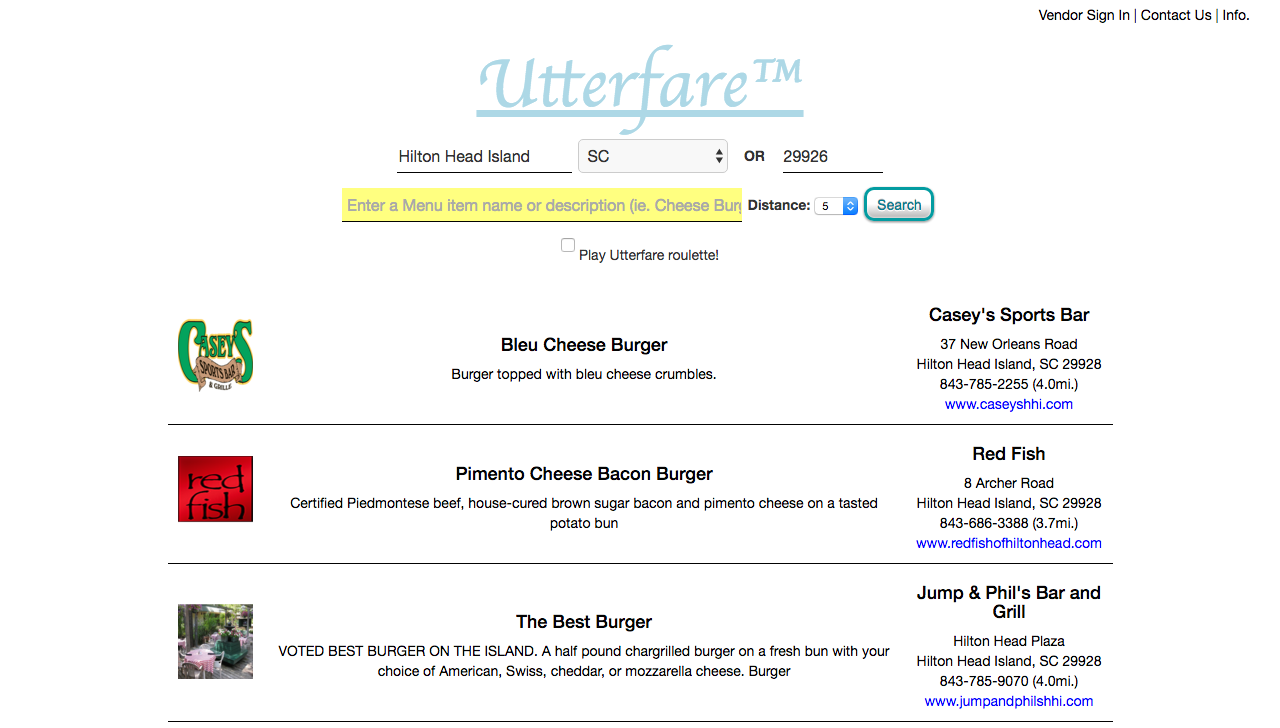 Vendor Sign In | Contact Us | Info.
Utterfare™
Hilton Head Island SC OR 29926
Enter a Menu item name or description (ie. Cheese Burg Distance: 5 Search
Play Utterfare roulette!
CASEYS
SPORTS BAR
& GRILLE
Bleu Cheese Burger
Burger topped with bleu cheese crumbles.
Casey's Sports Bar
37 New Orleans Road
Hilton Head Island, SC 29928
843-785-2255 (4.0mi.)
www.caseyshhi.com
red
fish
Pimento Cheese Bacon Burger
Certified Piedmontese beef, house-cured brown sugar bacon and pimento cheese on a tasted
potato bun
Red Fish
8 Archer Road
Hilton Head Island, SC 29928
843-686-3388 (3.7mi.)
www.redfishofhiltonhead.com
The Best Burger
VOTED BEST BURGER ON THE ISLAND. A half pound chargrilled burger on a fresh bun with your
choice of American, Swiss, cheddar, or mozzarella cheese. Burger
Jump & Phil's Bar and
Grill
Hilton Head Plaza
Hilton Head Island, SC 29928
843-785-9070 (4.0mi.)
www.jumpandphilshhi.com